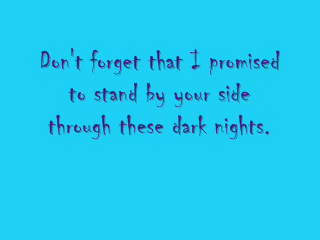 Don't forget that I promised
to stand by your side
through these dark nights.